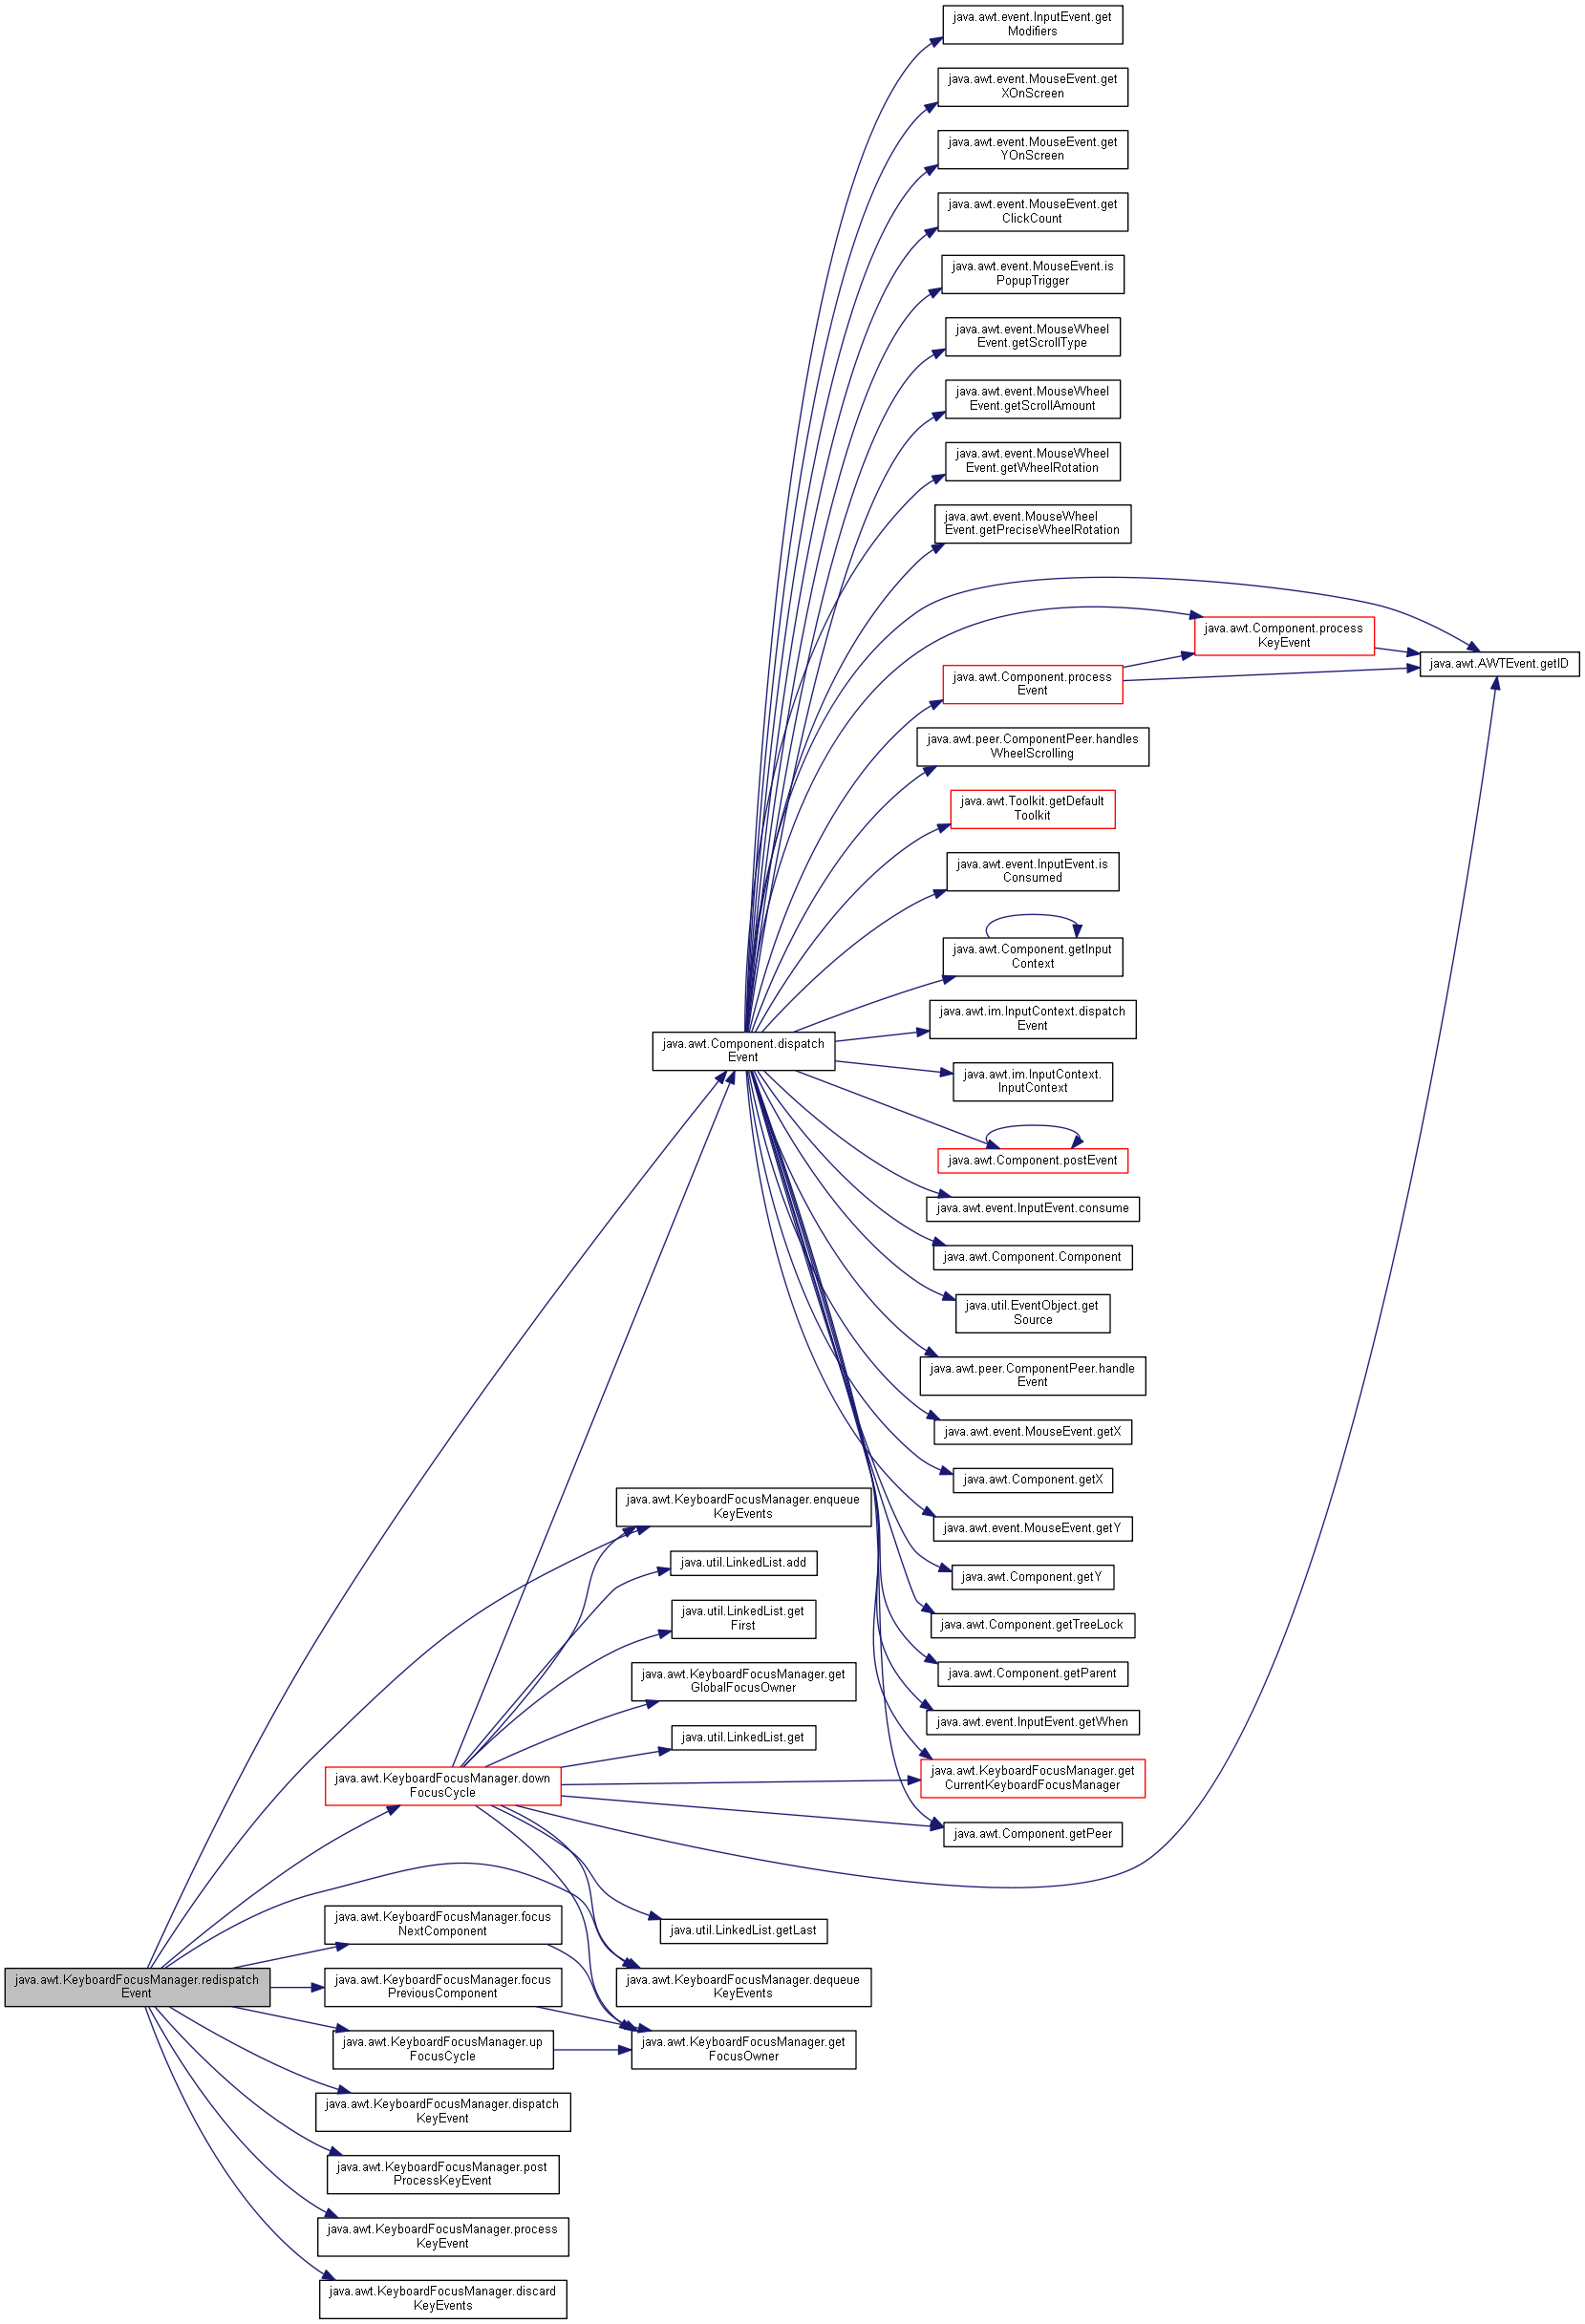 java.awt.event.InputEvent.get
Modifiers
java.awt.event.MouseEvent.get
XOnScreen
java.awt.event.MouseEvent.get
YOnScreen
java.awt.event.MouseEvent.get
ClickCount
java.awt.event.MouseEvent.is
PopupTrigger
java.awt.event.MouseWheel
Event.getScrollType
java.awt.event.MouseWheel
Event.getScrollAmount
java.awt.event.MouseWheel
Event.getWheelRotation
java.awt.event.MouseWheel
Event.getPreciseWheelRotation
java.awt.Component.process
KeyEvent
java.awt.AWTEvent.getID
java.awt.Component.process
Event
java.awt.peer.ComponentPeer.handles
WheelScrolling
java.awt.Toolkit.getDefault
Toolkit
java.awt.event.InputEvent.is
Consumed
java.awt.Component.getInput
Context
java.awt.im.InputContext.dispatch
Event
java.awt.Component.dispatch
Event
java.awt.im.InputContext.
InputContext
java.awt.Component.postEvent
java.awt.event.InputEvent.consume
java.awt.Component.Component
java.util.EventObject.get
Source
java.awt.peer.ComponentPeer.handle
Event
java.awt.event.MouseEvent.getX
java.awt.Component.getX
java.awt.KeyboardFocusManager.enqueue
KeyEvents
java.awt.event.MouseEvent.getY
java.util.LinkedList.add
java.awt.Component.getY
java.util.LinkedList.get
First
java.awt.Component.getTreeLock
java.awt.KeyboardFocusManager.get
GlobalFocusOwner
java.awt.Component.getParent
java.awt.event.InputEvent.getWhen
java.util.LinkedList.get
java.awt.KeyboardFocusManager.down
FocusCycle
java.awt.KeyboardFocusManager.get
CurrentKeyboardFocusManager
java.awt.Component.getPeer
java.awt.KeyboardFocusManager.focus
NextComponent
java.util.LinkedList.getLast
java.awt.KeyboardFocusManager.redispatch
Event
java.awt.KeyboardFocusManager.focus
PreviousComponent
java.awt.KeyboardFocusManager.dequeue
KeyEvents
java.awt.KeyboardFocusManager.up
FocusCycle
java.awt.KeyboardFocusManager.get
FocusOwner
java.awt.KeyboardFocusManager.dispatch
KeyEvent
java.awt.KeyboardFocusManager.post
ProcessKeyEvent
java.awt.KeyboardFocusManager.process
KeyEvent
java.awt.KeyboardFocusManager.discard
KeyEvents